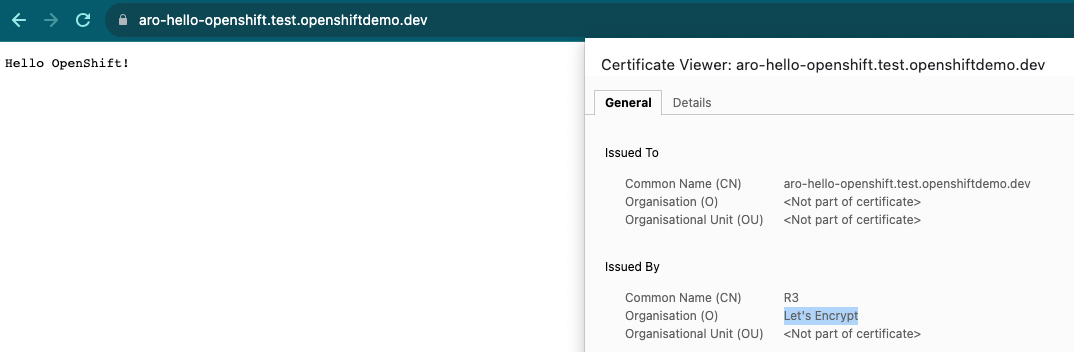 aro-hello-openshift.test.openshiftdemo.dev
Hello OpenShift!
Certificate Viewer: aro-hello-openshift.test.openshiftdemo.dev
General Details
Issued To
Common Name (CN) aro-hello-openshift.test.openshiftdemo.dev
Organisation (O) <Not part of certificate>
Organisational Unit (OU) <Not part of certificate>
Issued By
Common Name (CN) R3
Organisation (O) Let's Encrypt
Organisational Unit (OU) <Not part of certificate>